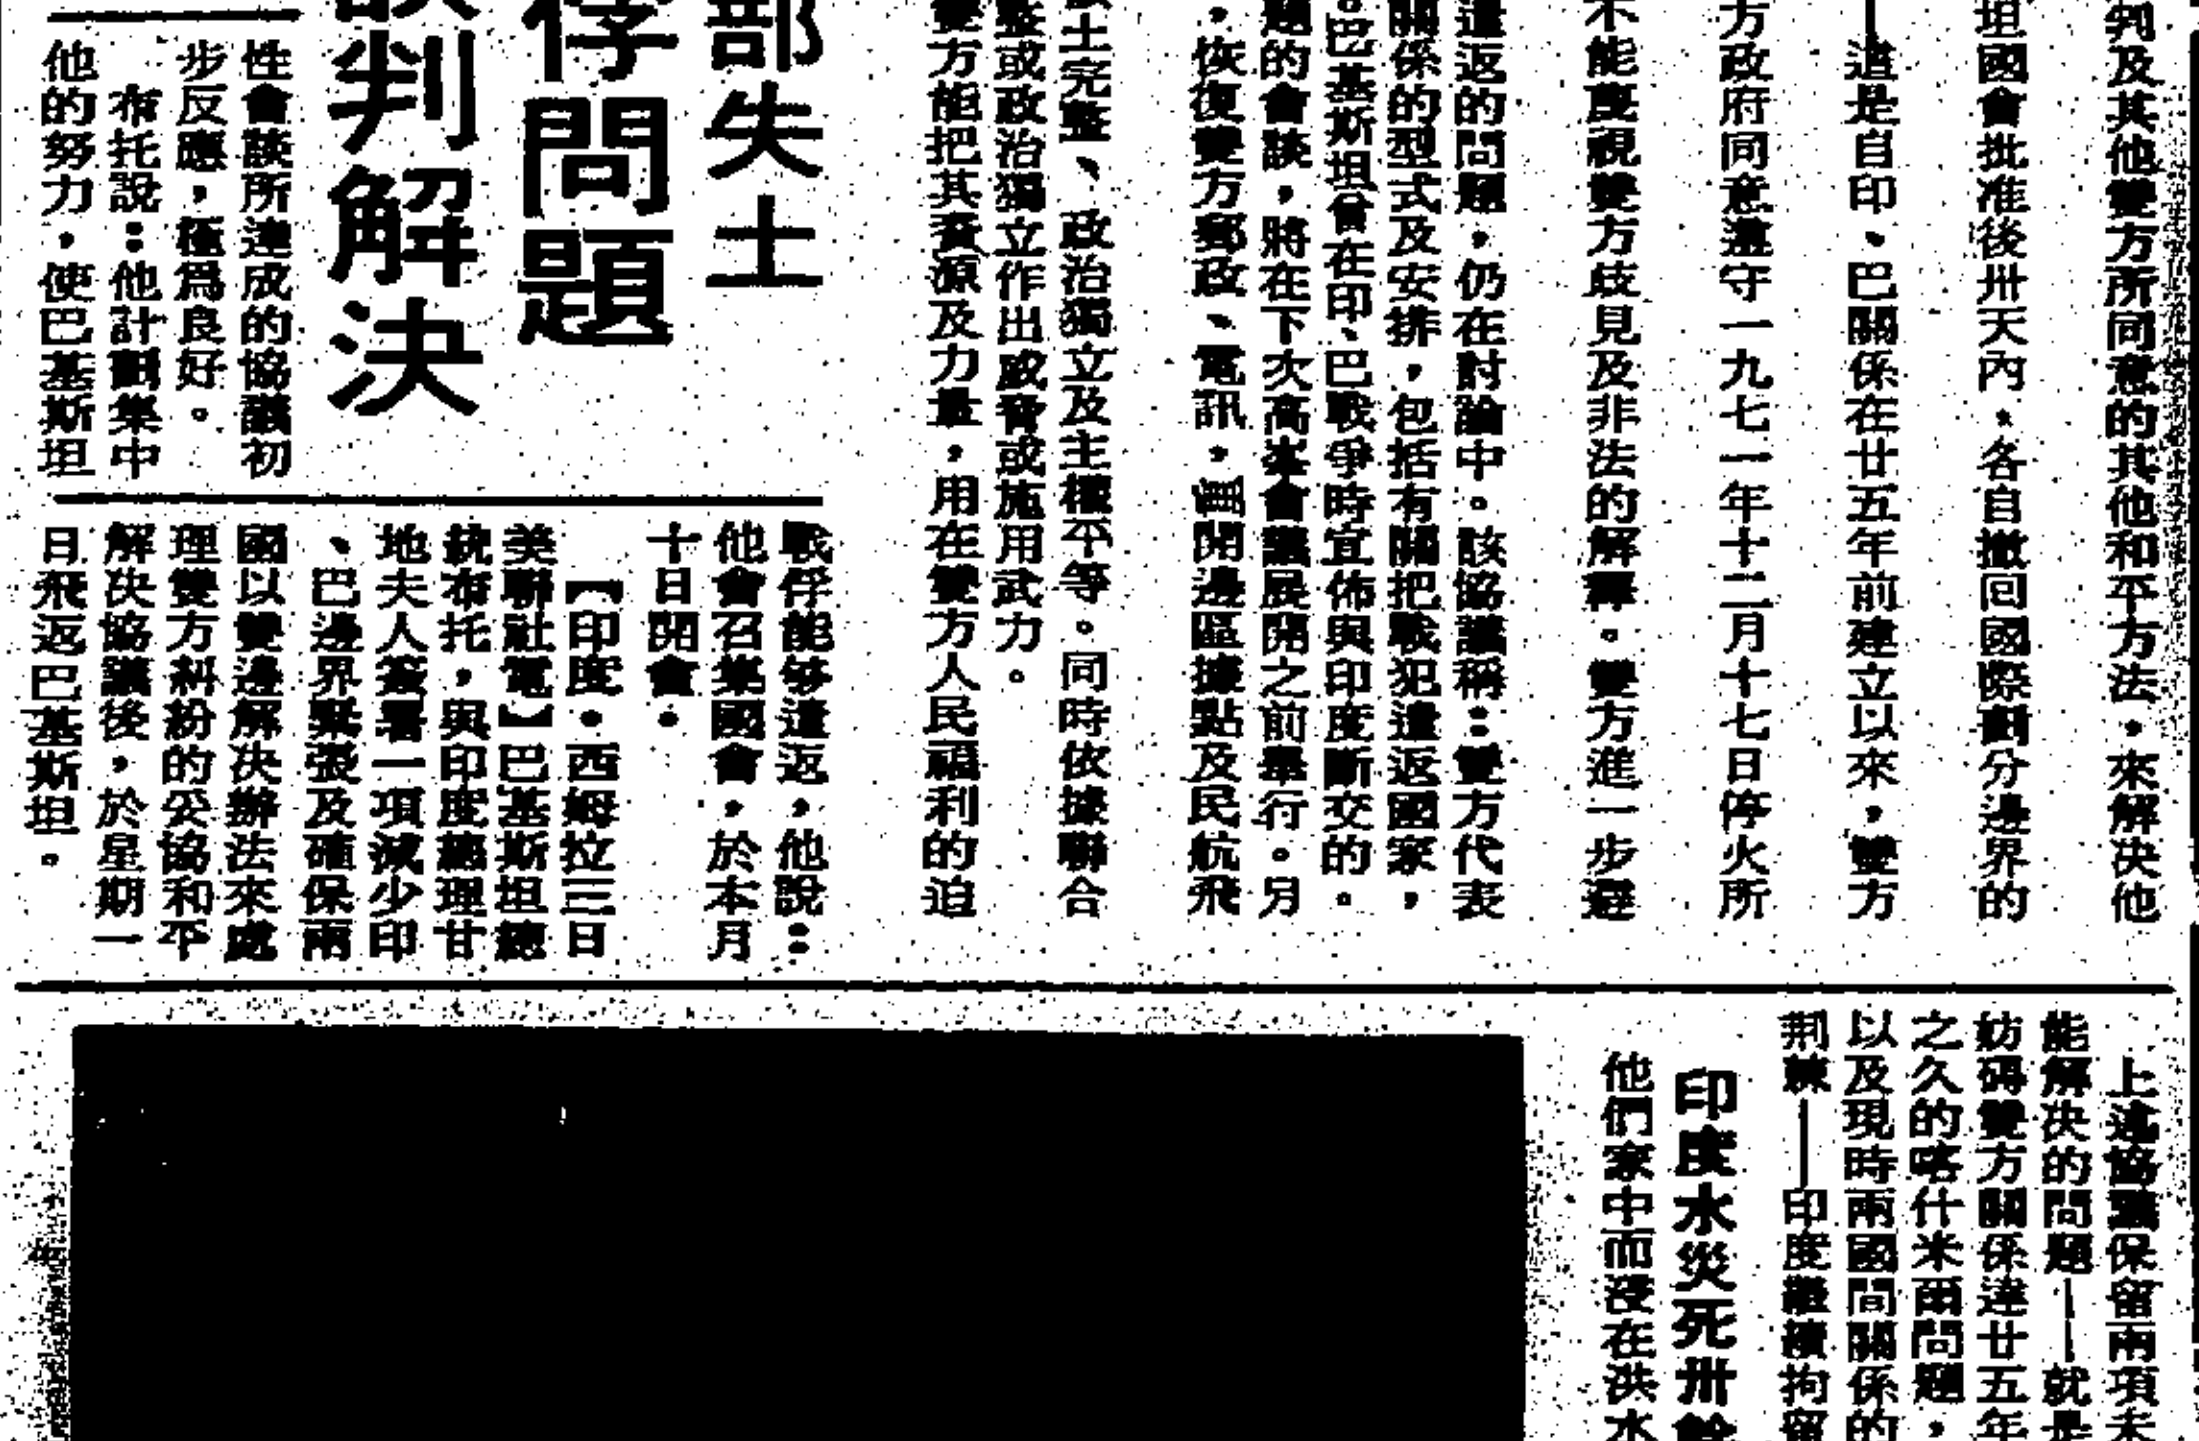 判及其他雙方所同意的其他和平方法，來解決他
坦國會批准後卅天內，各自撤回國際劃分邊界的
——這是自印、巴關係在廿五年前建立以來，雙方
方政府同意遵守一九七一年十二月十七日停火所
不能蔑視雙方歧見及非法的解釋。雙方進一步避
遣返的問題，仍在討論中。該協議稱：雙方代表
關係的型式及安排，包括有關把戰犯遣返國家，
。巴基斯坦曾在印、巴戰爭時宣佈與印度斷交的。
題的會談，將在下次高峯會議展開之前舉行。另
，恢復雙方郵政、電訊，重開邊區據點及民航飛
土完整、政治獨立及主權平等。同時依據聯合
整或政治獨立作出威脅或施用武力。
雙方能把其資源及力量，用在雙方人民福利的迫
部失土
俘問題
談判解決
性會談所達成的協議初
步反應，極爲良好。
布托說：他計劃集中
他的努力，使巴基斯坦
戰俘能够遣返，他說：
他會召集國會，於本月
十日開會。
【印度．西姆拉三日
美聯社電】巴基斯坦總
統布托，與印度總理甘
地夫人簽署一項減少印
、巴邊界緊張及確保兩
國以雙邊解決辦法來處
理雙方糾紛的妥協和平
解決協議後，於星期一
日飛返巴基斯坦。
上述協議保留兩項未
能解決的問題——就是
妨碍雙方關係達廿五年
之久的喀什米爾問題，
以及現時兩國間關係的
荆棘——印度繼續拘留
印度水災死卅餘
他們家中而浸在洪水